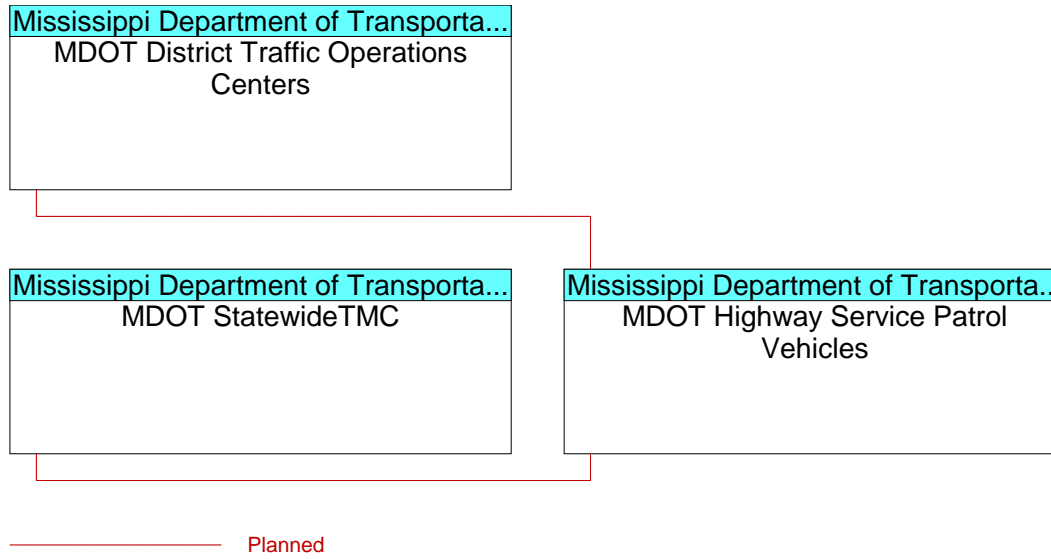 Mississippi Department of Transporta...
MDOT District Traffic Operations
Centers
Mississippi Department of Transporta...
MDOT StatewideTMC
Mississippi Department of Transporta..
MDOT Highway Service Patrol
Vehicles
Planned